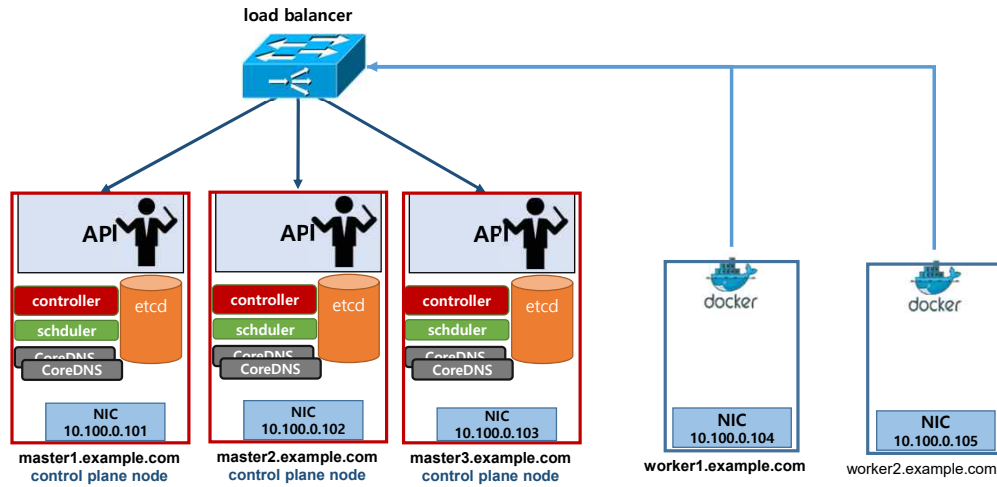 load balancer
API
controller
etcd
schduler
CoreDNS
CoreDNS
NIC
10.100.0.101
master1.example.com
control plane node
API
controller
etcd
schduler
CoreDNS
CoreDNS
NIC
10.100.0.102
master2.example.com
control plane node
API
controller
etcd
schduler
CoreDNS
CoreDNS
NIC
10.100.0.103
master3.example.com
control plane node
docker
NIC
10.100.0.104
worker1.example.com
docker
NIC
10.100.0.105
worker2.example.com